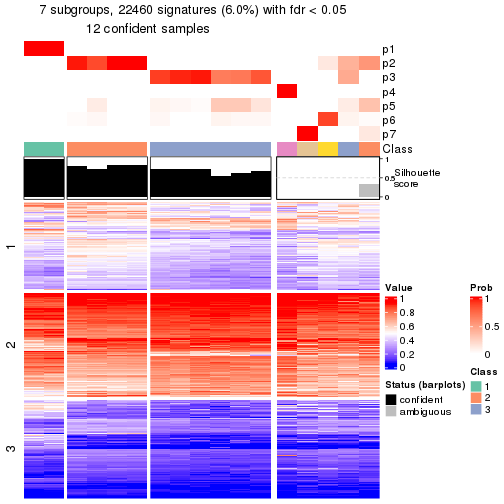 7 subgroups, 22460 signatures (6.0%) with fdr < 0.05
12 confident samples
p1
p2
p3
p4
p5
p6
p7
Class
1
0.5
0
Silhouette
score
1
2
3
Value
1
0.8
0.6
0.4
0.2
0
Prob
1
0.5
0
Status (barplots)
confident
ambiguous
Class
1
2
3